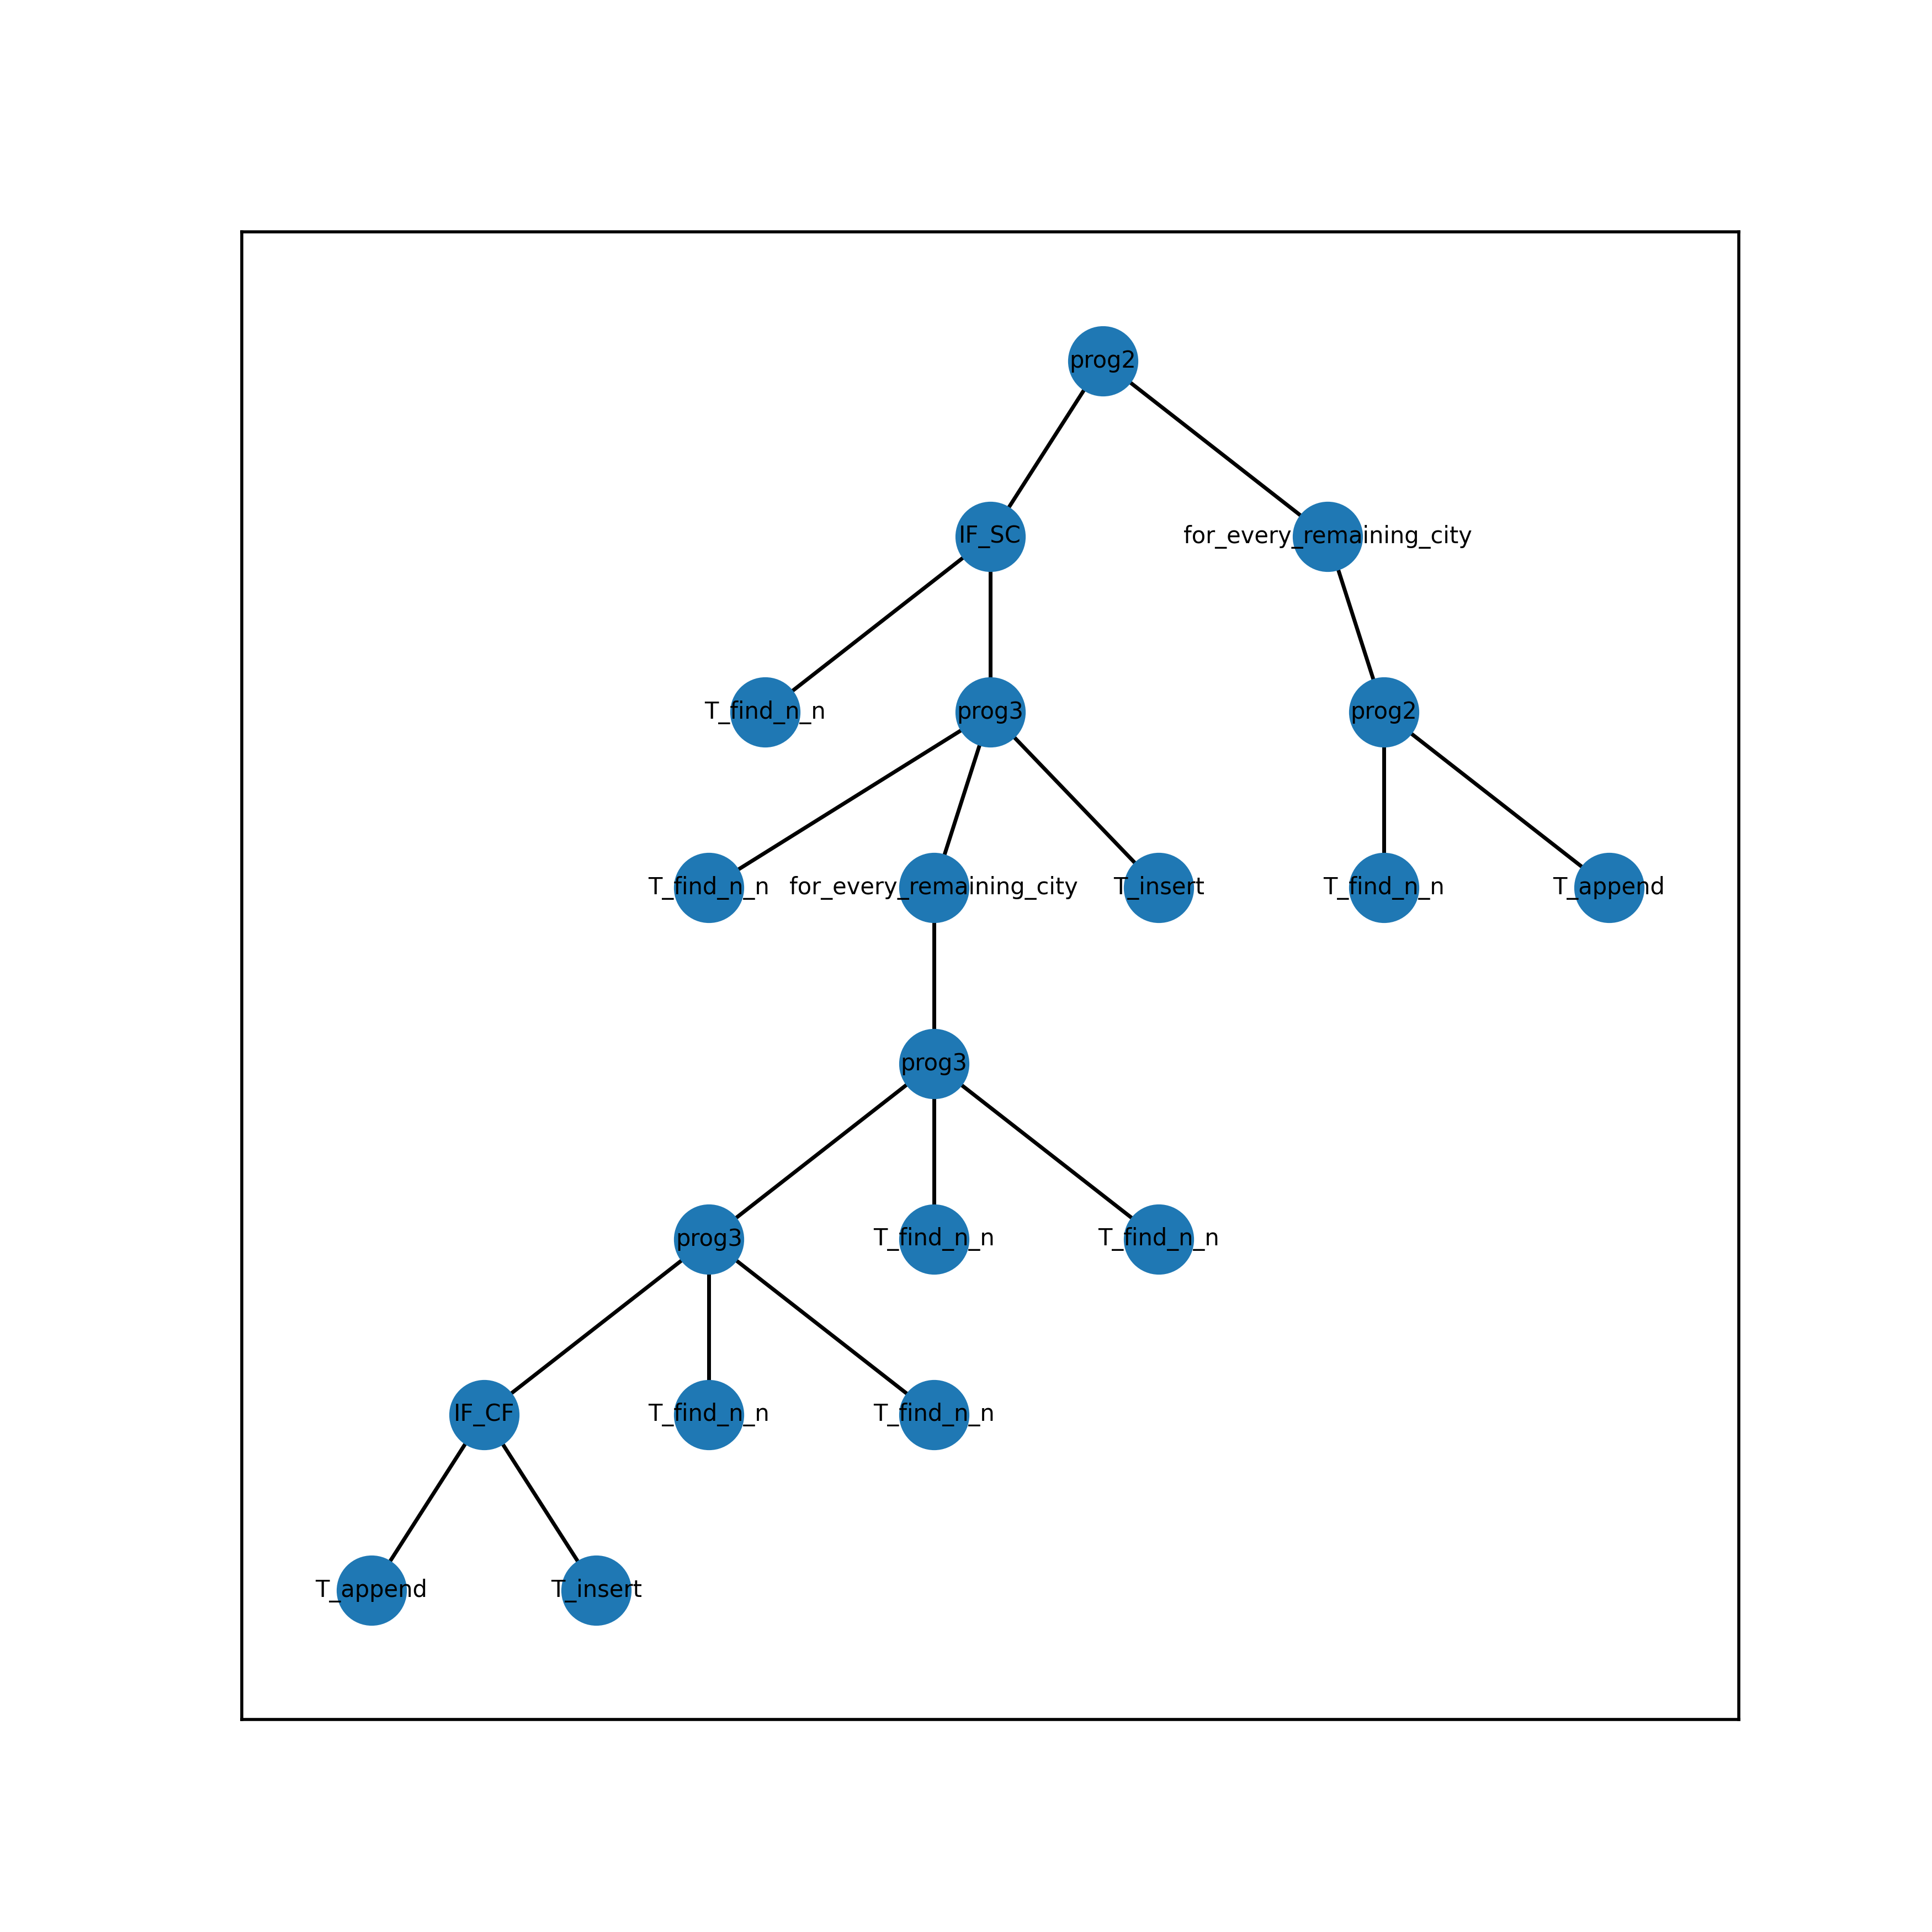 prog2
IF_SC
for_every_remaining_city
T_find_n_n
prog3
prog2
T_find_n_n
for_every_remaining_city
T_insert
T_find_n_n
T_append
prog3
prog3
T_find_n_n
T_find_n_n
IF_CF
T_find_n_n
T_find_n_n
T_append
T_insert